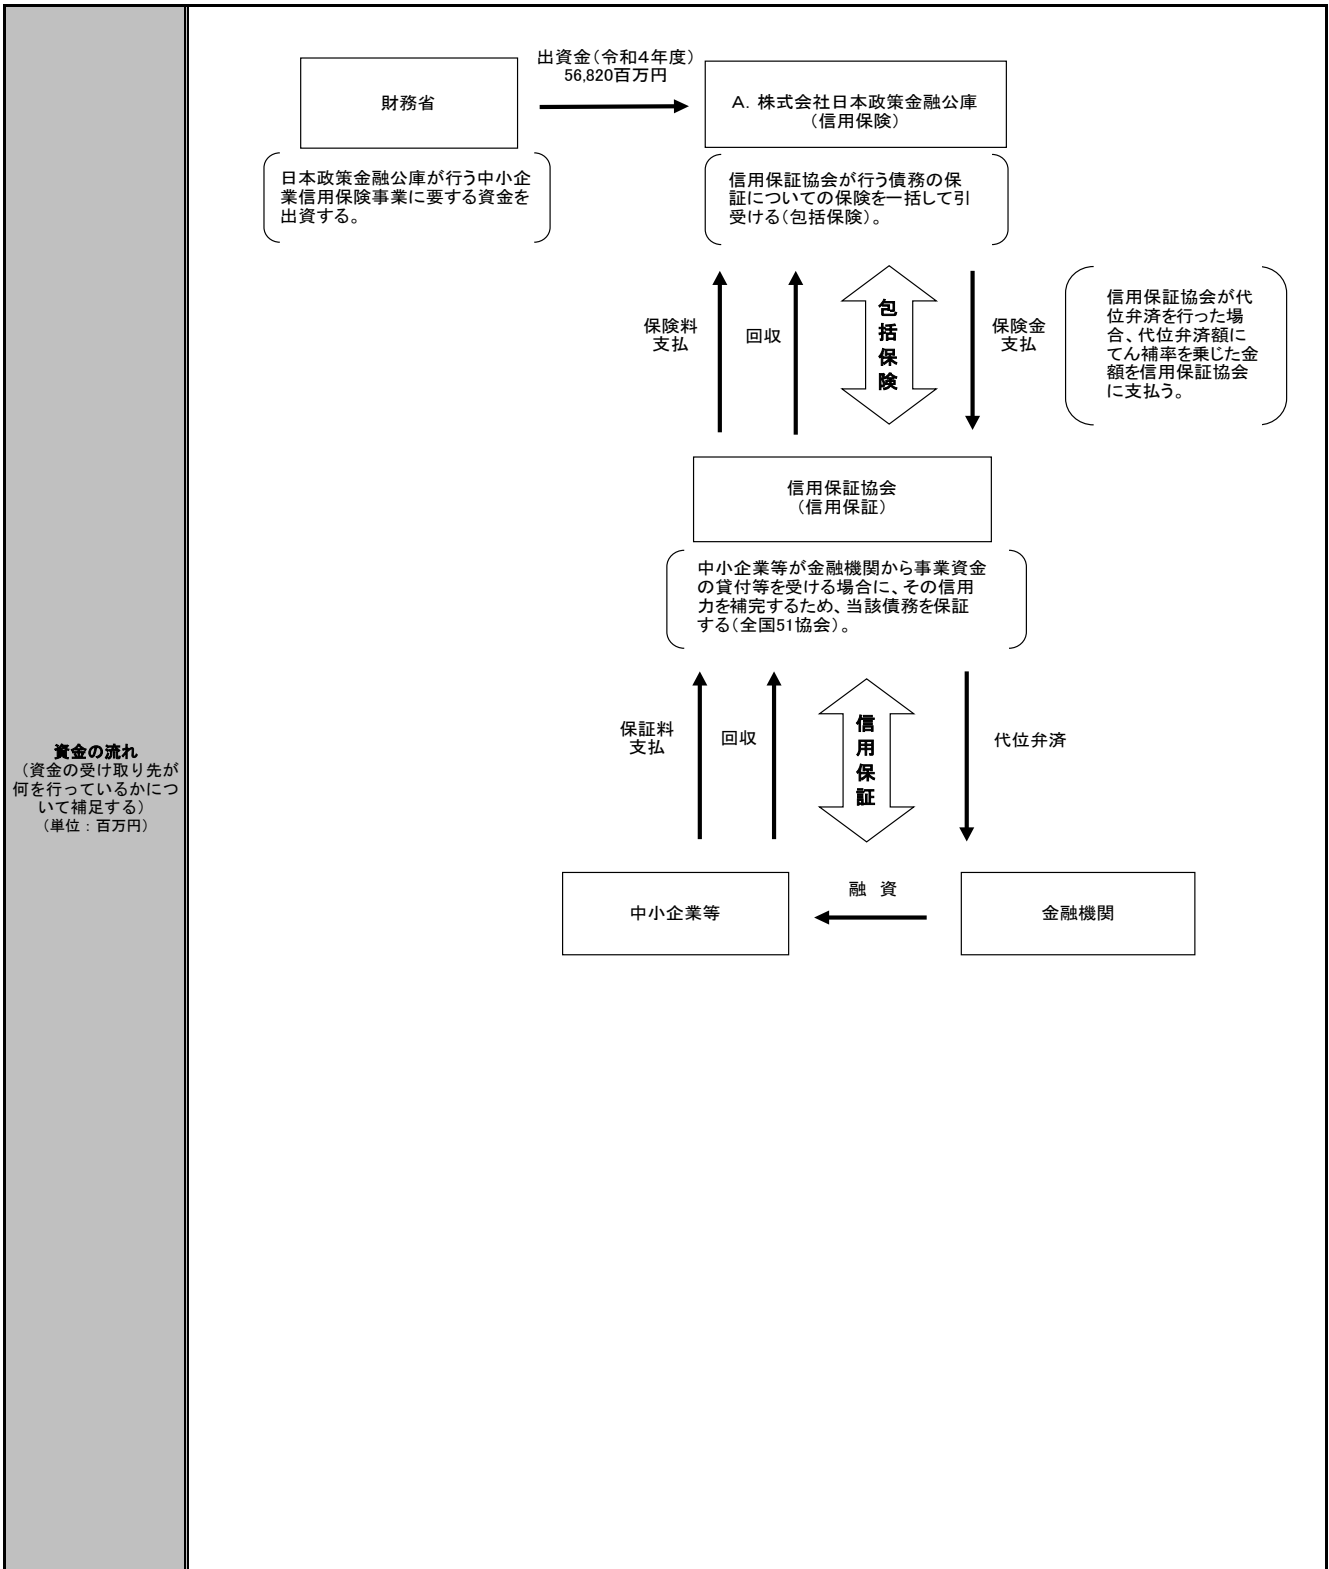 資金の流れ
（資金の受け取り先が
何を行っているかにつ
いて補足する）
（単位：百万円）
出資金（令和４年度）
56,820百万円
財務省
A．株式会社日本政策金融公庫
（信用保険）
日本政策金融公庫が行う中小企
業信用保険事業に要する資金を
出資する。
信用保証協会が行う債務の保
証についての保険を一括して引
受ける（包括保険）。
保険料
支払
回収
包括保険
保険金
支払
信用保証協会が代
位弁済を行った場
合、代位弁済額に
てん補率を乗じた金
額を信用保証協会
に支払う。
信用保証協会
（信用保証）
中小企業等が金融機関から事業資金
の貸付等を受ける場合に、その信用
力を補完するため、当該債務を保証
する（全国51協会）。
保証料
支払
回収
信用保証
代位弁済
中小企業等
融　資
金融機関